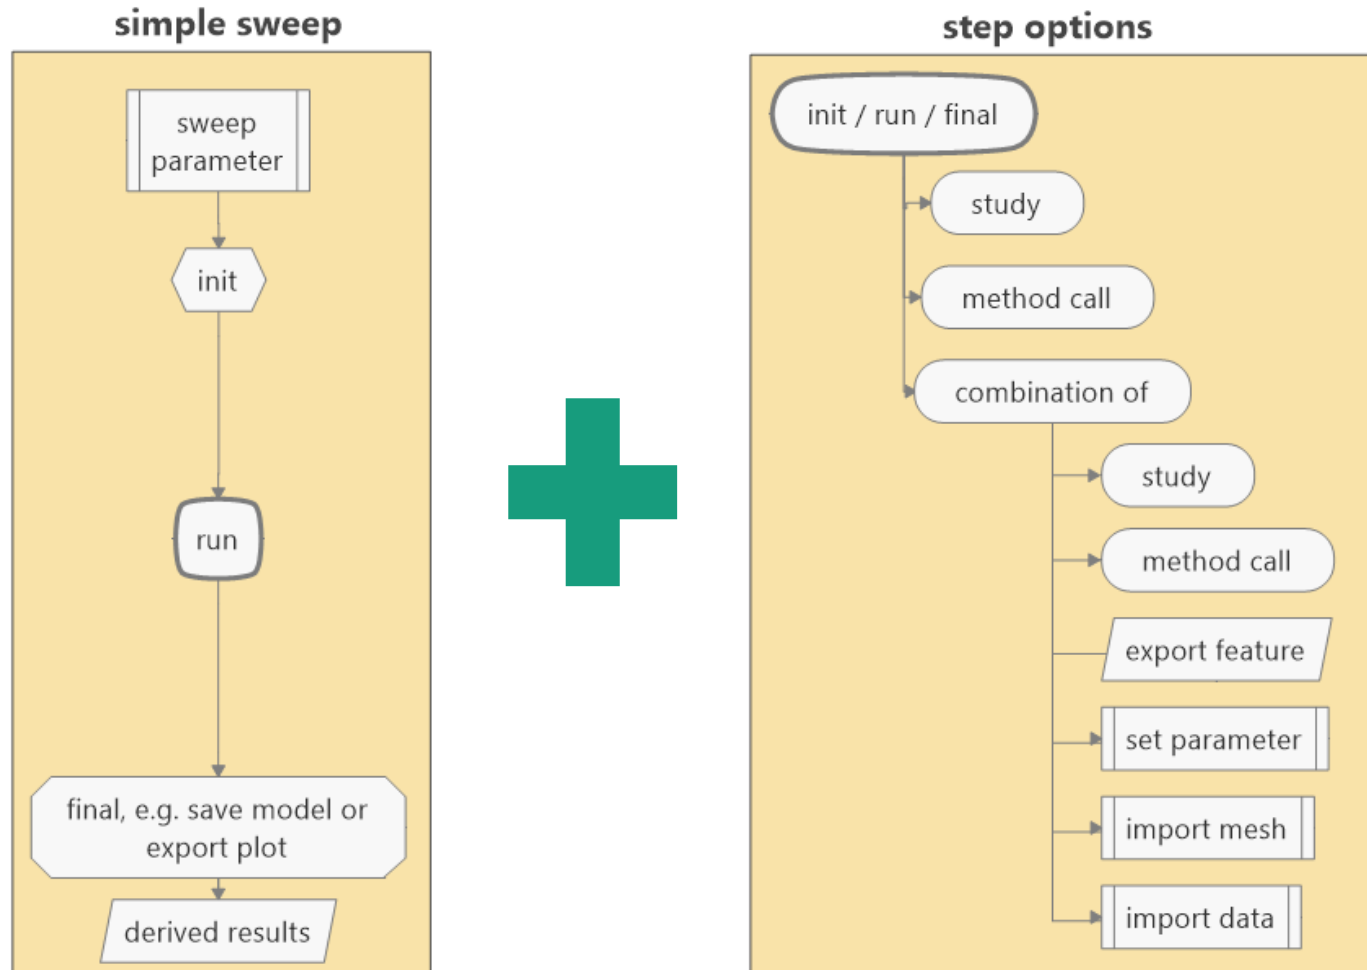 simple sweep
sweep
parameter
init
run
final, e.g. save model or
export plot
derived results
step options
init / run / final
study
method call
combination of
study
method call
export feature
set parameter
import mesh
import data